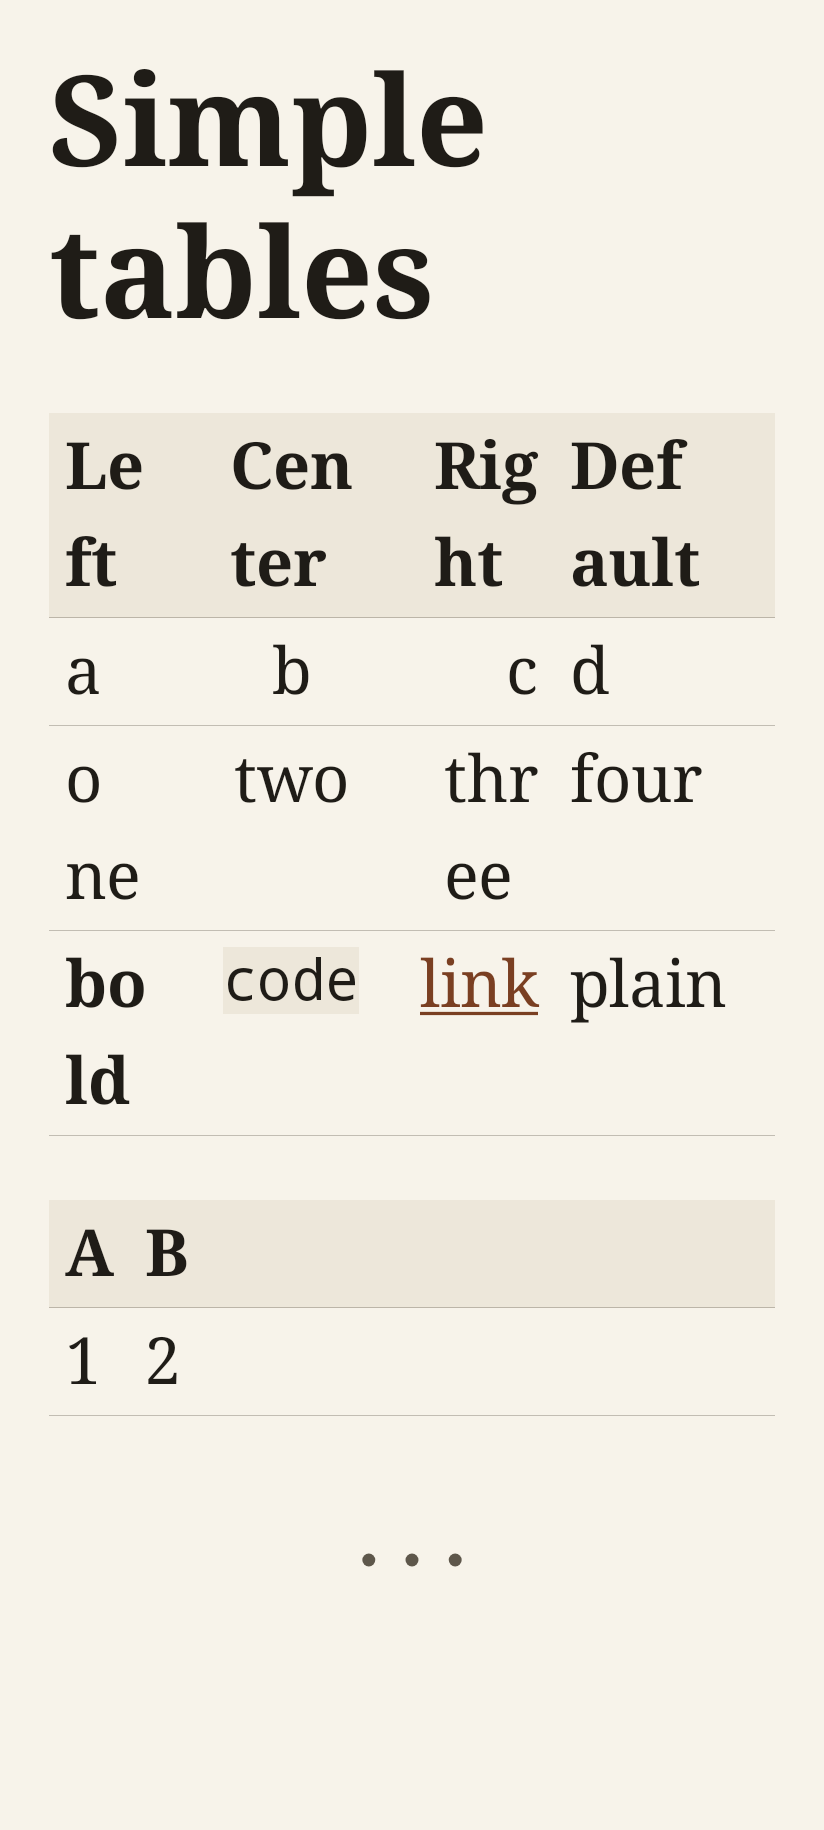 Simple
tables
Le Cen Rig Def
ft ter ht ault
a b c d
o two thr four
ne ee
bo code link plain
ld
A B
1 2
• • •